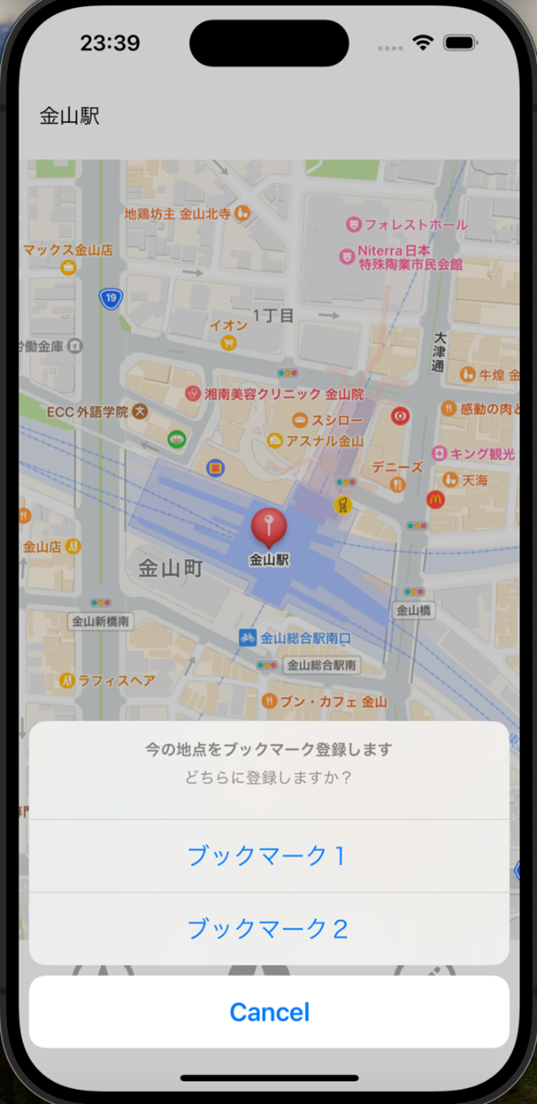 23:39
金山駅
地鶏坊主 金山北寺
フォレストホール
マックス金山店
Niterra 日本
特殊陶業市民会館
19
1丁目
イオン
大津通
労働金庫
牛煌 金
湘南美容クリニック 金山院
ECC外語学院
スシロー
感動の肉と
アスナル金山
キング観光
デニーズ
天海
金山店
金山駅
金山町
金山橋
金山新橋南
金山総合駅南口
金山総合駅南
ラフィスヘア
ブン・カフェ 金山
今の地点をブックマーク登録します
どちらに登録しますか？
ブックマーク１
ブックマーク２
Cancel